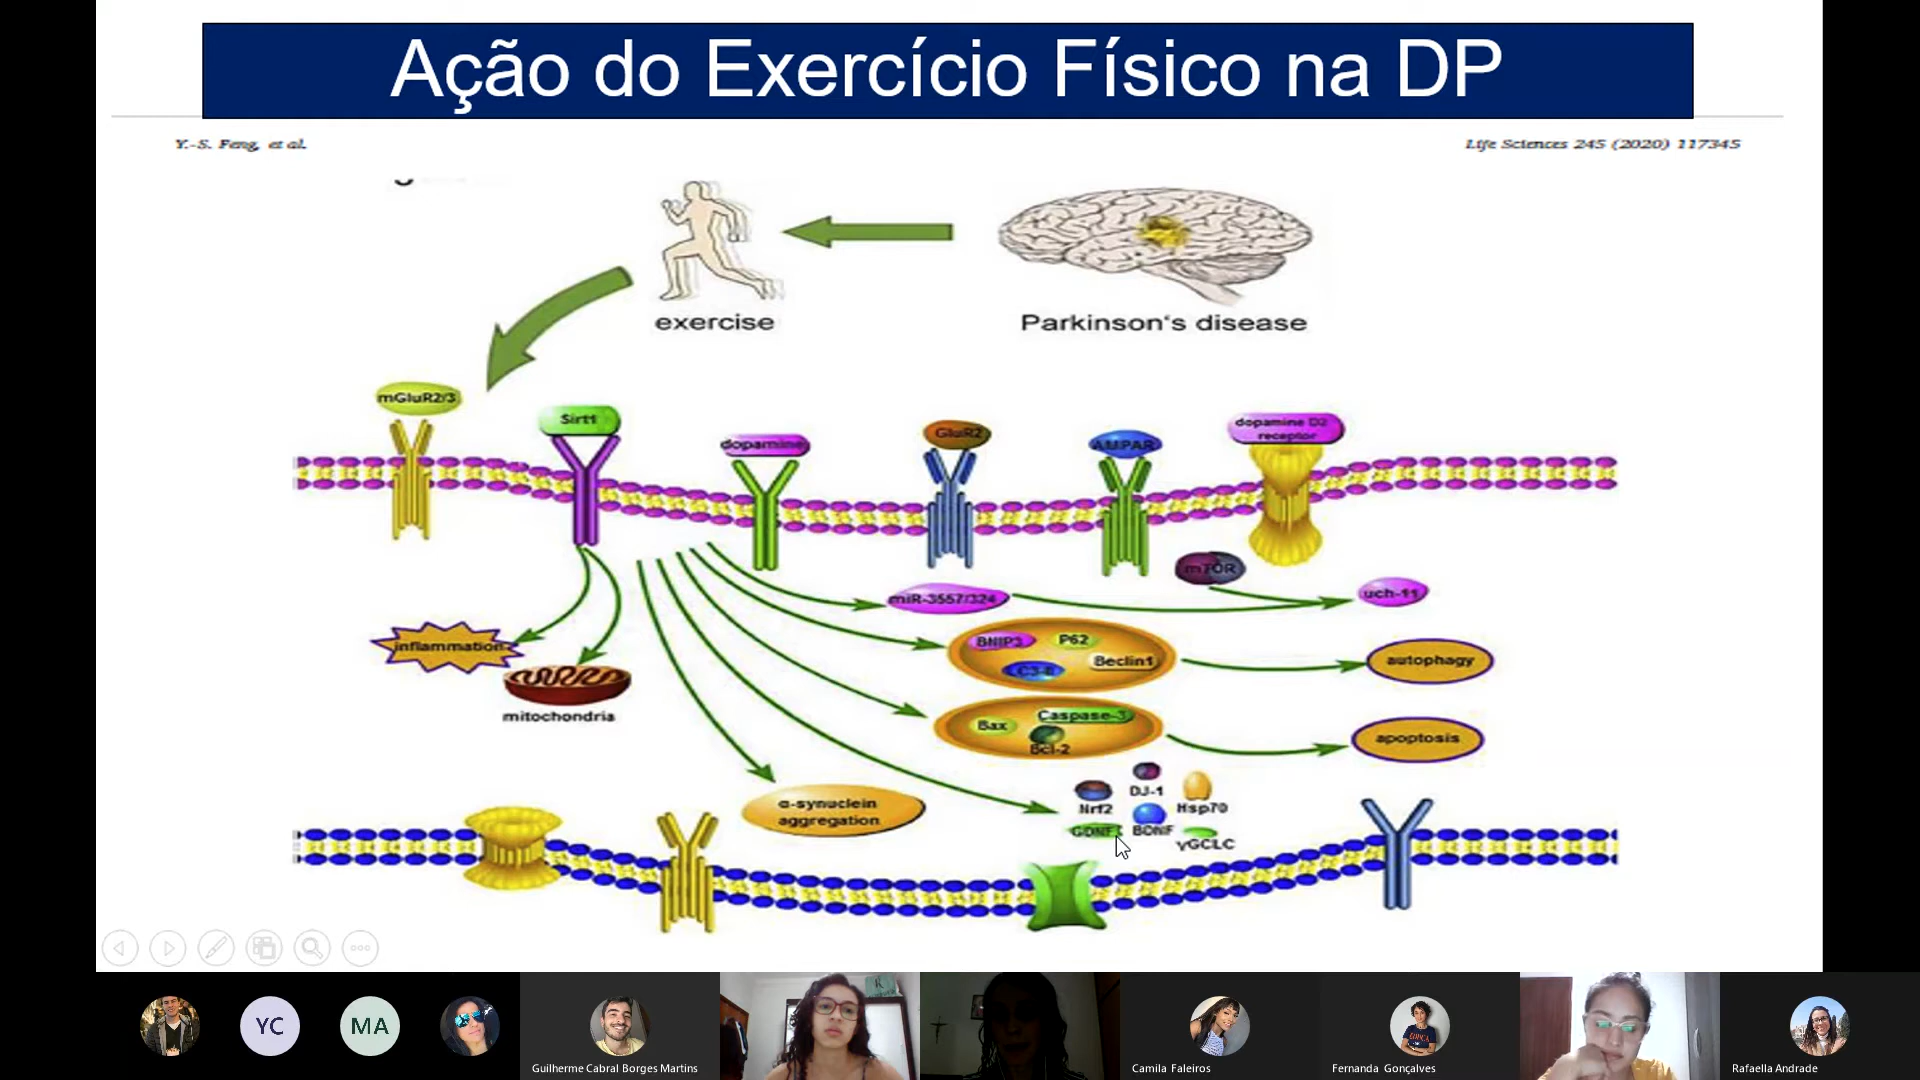 Ação do Exercício Físico na DP
Y.-S. Feng, et al.
Life Sciences 245 (2020) 117345
exercise
Parkinson's disease
mGluR2/3
Sirt1
dopamine
GluR2
AMPAR
dopamine D2
receptor
mTOR
miR-3557/324
uch-11
inflammation
mitochondria
BNIP3
P62
LC3-II
Beclin1
autophagy
Bax
Caspase-3
Bcl-2
apoptosis
α-synuclein
aggregation
Nrf2
DJ-1
Hsp70
GDNF
BDNF
γGCLC
YC
MA
Guilherme Cabral Borges Martins
Camila Faleiros
Fernanda Gonçalves
Rafaella Andrade